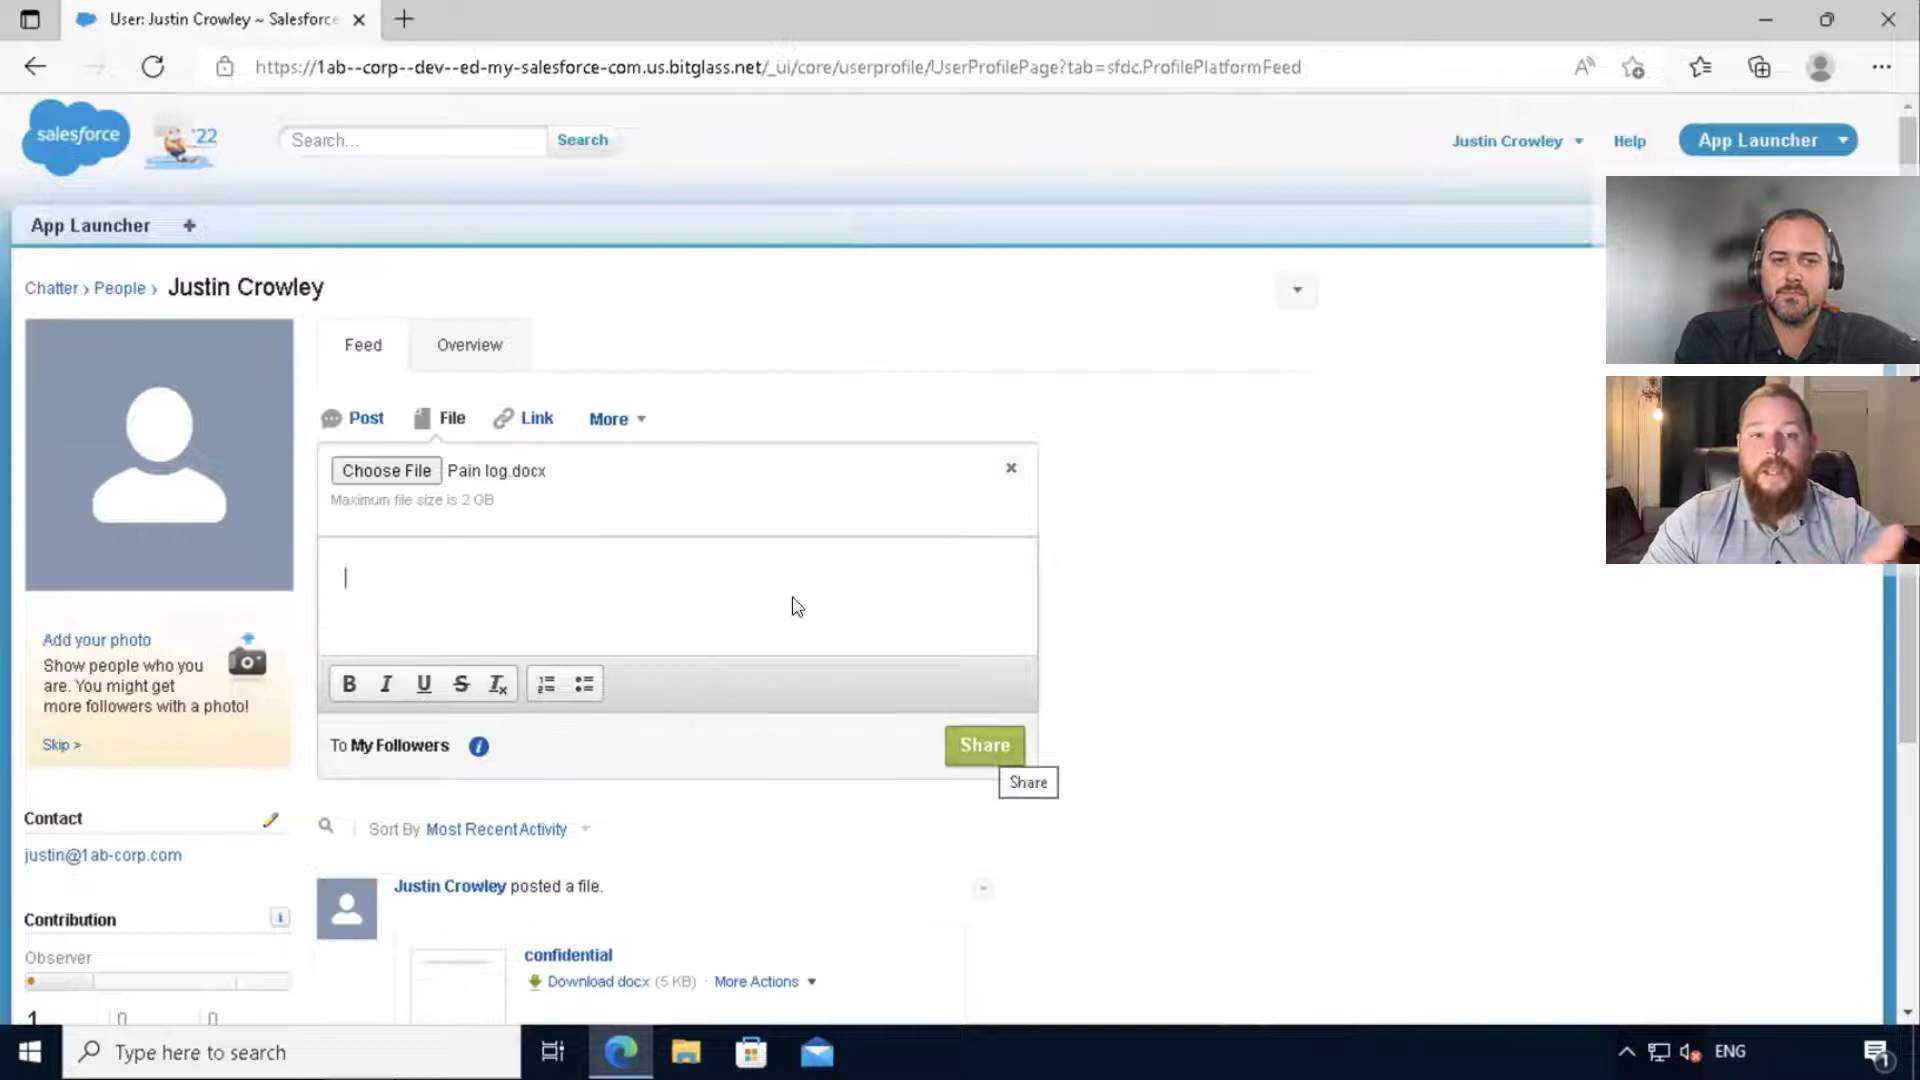 User: Justin Crowley ~ Salesforce
https://1ab--corp--dev--ed-my-salesforce-com.us.bitglass.net/_ui/core/userprofile/UserProfilePage?tab=sfdc.ProfilePlatformFeed
salesforce
'22
Search...
Search
Justin Crowley
Help
App Launcher
App Launcher
Chatter › People › Justin Crowley
Feed
Overview
Post
File
Link
More
Choose File Pain log.docx
Maximum file size is 2 GB
B I U S Tx
To My Followers
Share
Share
Add your photo
Show people who you
are. You might get
more followers with a photo!
Skip >
Contact
justin@1ab-corp.com
Contribution
Observer
1 0 0
Sort By Most Recent Activity
Justin Crowley posted a file.
confidential
Download docx (5 KB) · More Actions
Type here to search
ENG
1